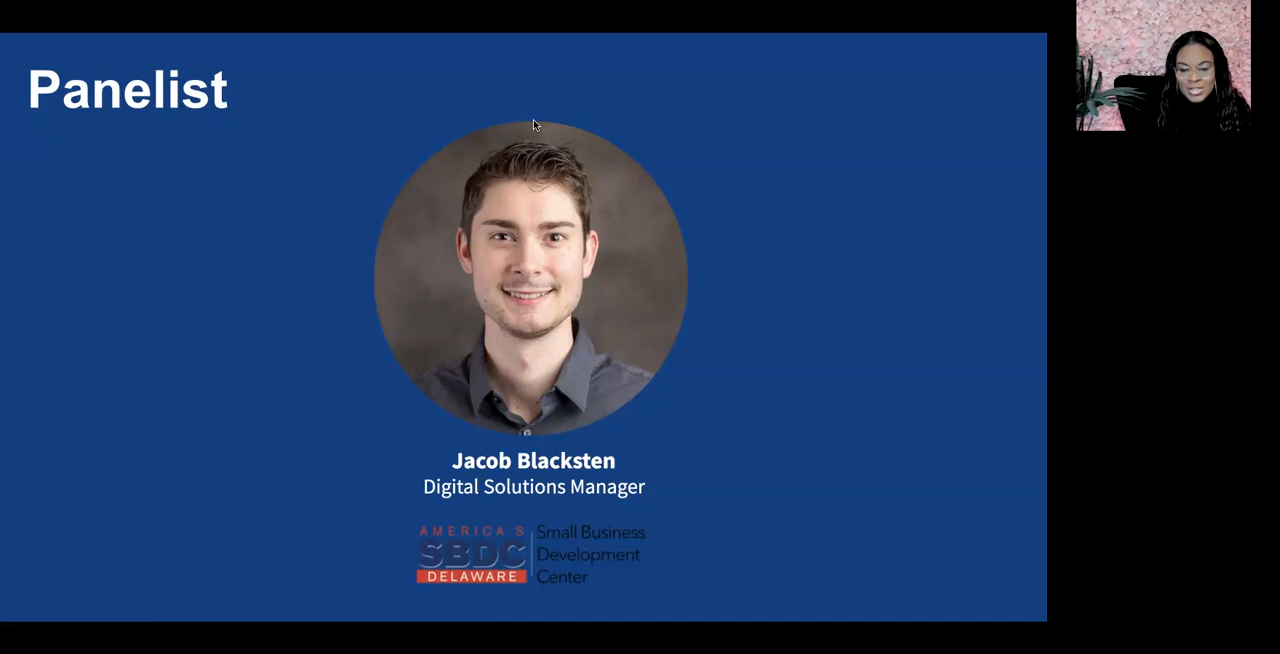 Panelist
Jacob Blacksten
Digital Solutions Manager
AMERICA S
SBDC
DELAWARE
Small Business
Development
Center